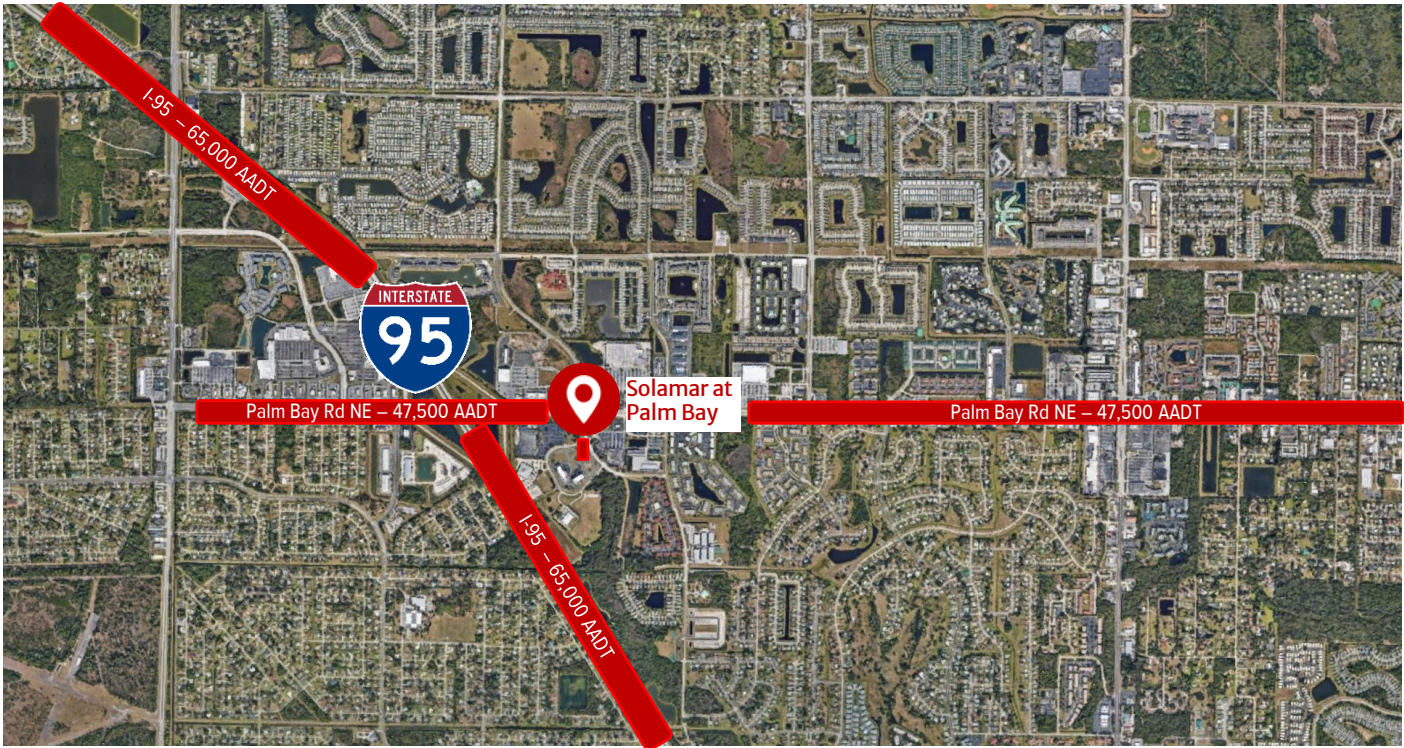 I-95 – 65,000 AADT
INTERSTATE
95
Solamar at
Palm Bay
Palm Bay Rd NE – 47,500 AADT
Palm Bay Rd NE – 47,500 AADT
I-95 – 65,000 AADT